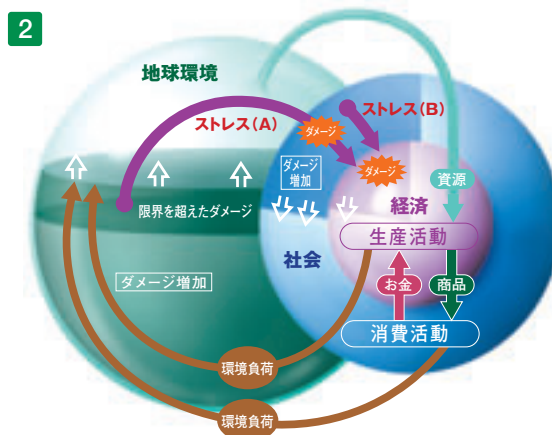 2
地球環境
ストレス(A)
ストレス(B)
ダメージ
ダメージ
ダメージ
増加
資源
限界を超えたダメージ
経済
生産活動
社会
ダメージ増加
お金
商品
消費活動
環境負荷
環境負荷